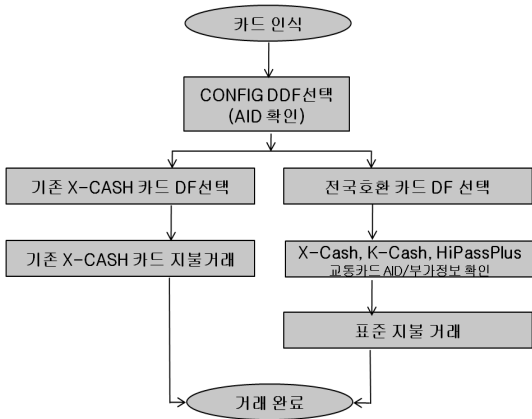 카드 인식
CONFIG DDF선택
(AID 확인)
기존 X-CASH 카드 DF선택
전국호환 카드 DF 선택
기존 X-CASH 카드 지불거래
X-Cash, K-Cash, HiPassPlus
교통카드 AID/부가정보 확인
표준 지불 거래
거래 완료